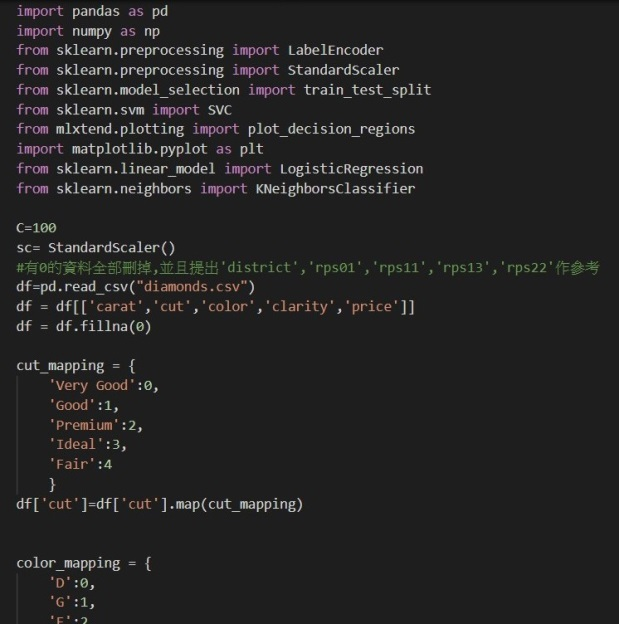 import pandas as pd
import numpy as np
from sklearn.preprocessing import LabelEncoder
from sklearn.preprocessing import StandardScaler
from sklearn.model_selection import train_test_split
from sklearn.svm import SVC
from mlxtend.plotting import plot_decision_regions
import matplotlib.pyplot as plt
from sklearn.linear_model import LogisticRegression
from sklearn.neighbors import KNeighborsClassifier
C=100
sc= StandardScaler()
#有0的資料全部刪掉,並且提出'district','rps01','rps11','rps13','rps22'作參考
df=pd.read_csv("diamonds.csv")
df = df[['carat','cut','color','clarity','price']]
df = df.fillna(0)
cut_mapping = {
    'Very Good':0,
    'Good':1,
    'Premium':2,
    'Ideal':3,
    'Fair':4
    }
df['cut']=df['cut'].map(cut_mapping)
color_mapping = {
    'D':0,
    'G':1,